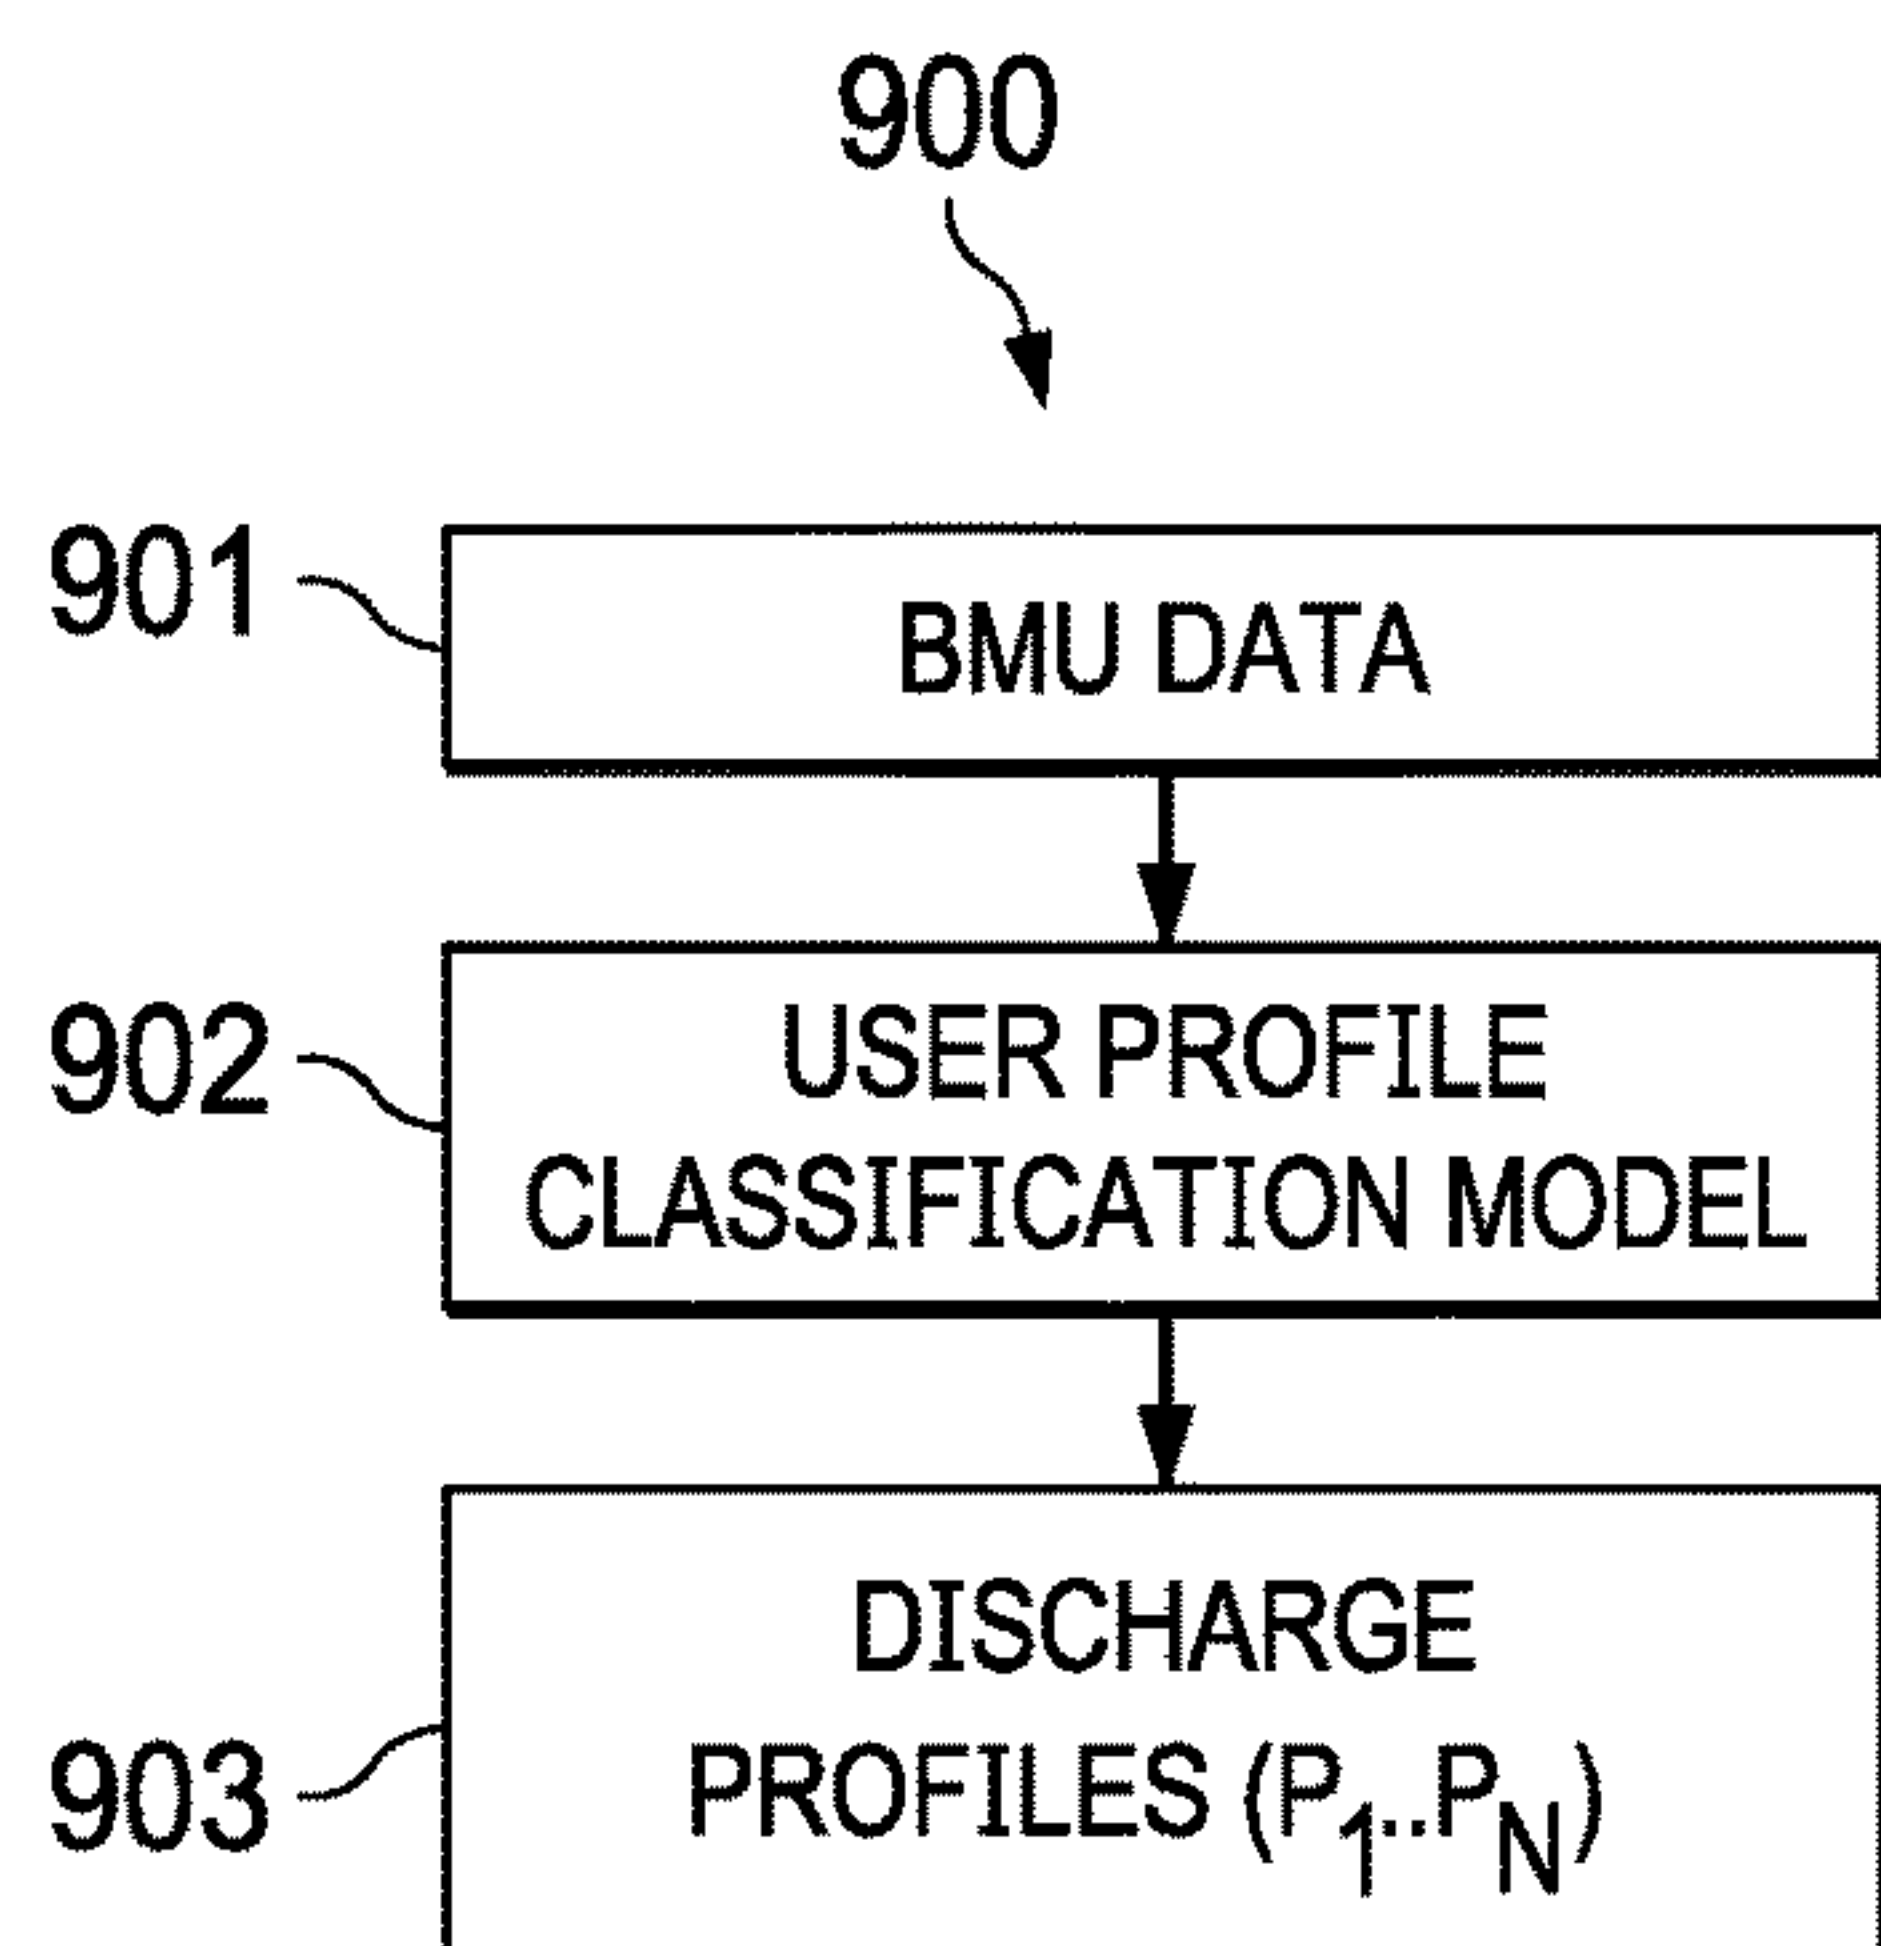 900
901
BMU DATA
902
USER PROFILE
CLASSIFICATION MODEL
DISCHARGE
903
PROFILES (P1..PN)